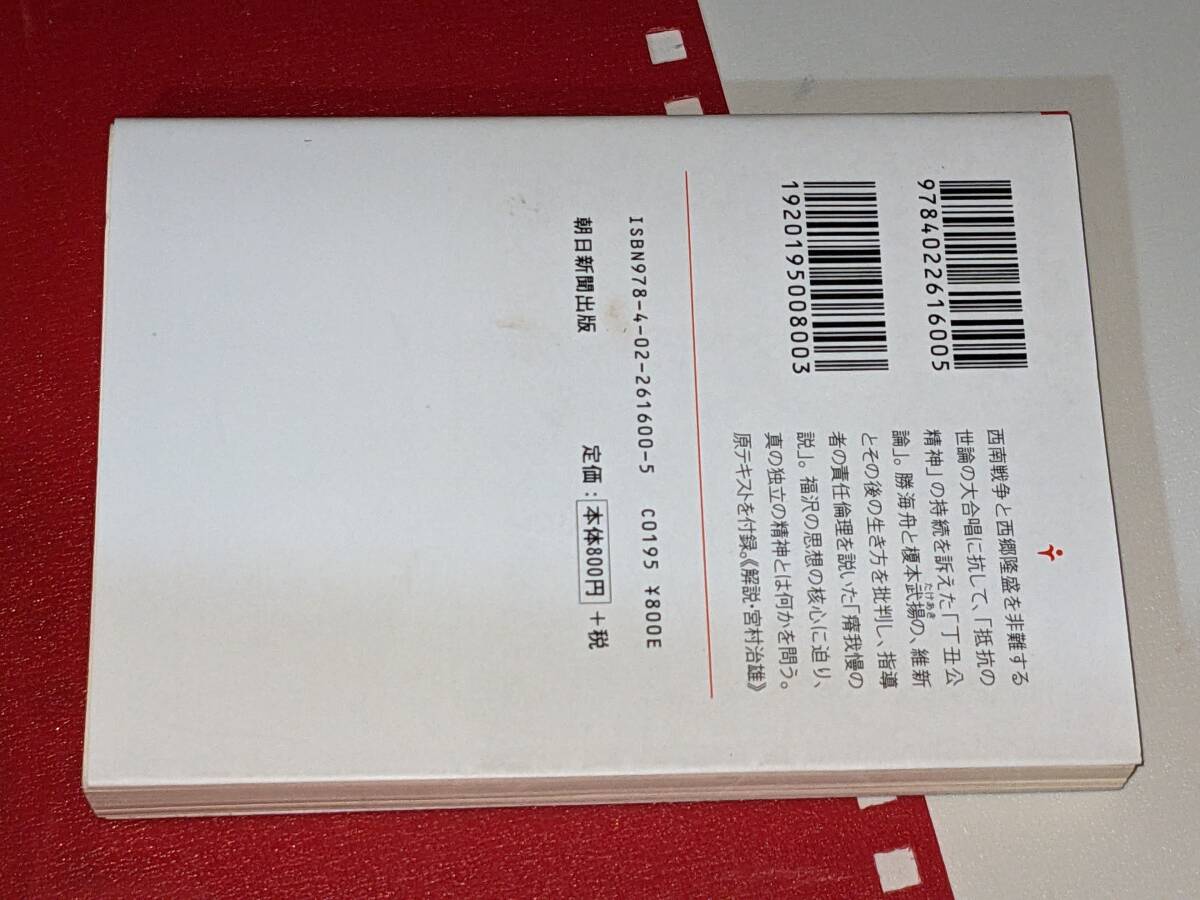 9784022616005
1920195008003
西南戦争と西郷隆盛を非難する
世論の大合唱に抗して、「抵抗の
精神」の持続を訴えた「丁丑公
論」。勝海舟と榎本武揚の、維新
たけあき
とその後の生き方を批判し、指導
者の責任倫理を説いた「瘠我慢の
説」。福沢の思想の核心に迫り、
真の独立の精神とは何かを問う。
原テキストを付録。《解説・宮村治雄》
ISBN978-4-02-261600-5 C0195 ¥800E
朝日新聞出版 定価:本体800円+税